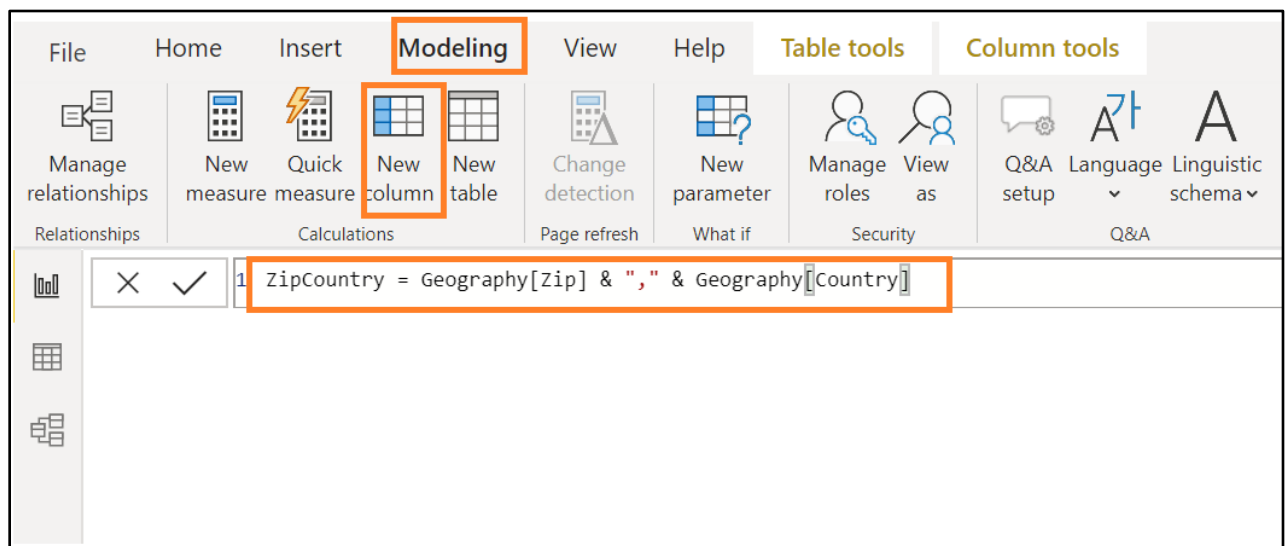 File Home Insert Modeling View Help Table tools Column tools
Manage relationships New measure Quick measure New column New table Change detection New parameter Manage roles View as Q&A setup Language Linguistic schema
Relationships Calculations Page refresh What if Security Q&A
1 ZipCountry = Geography[Zip] & "," & Geography[Country]